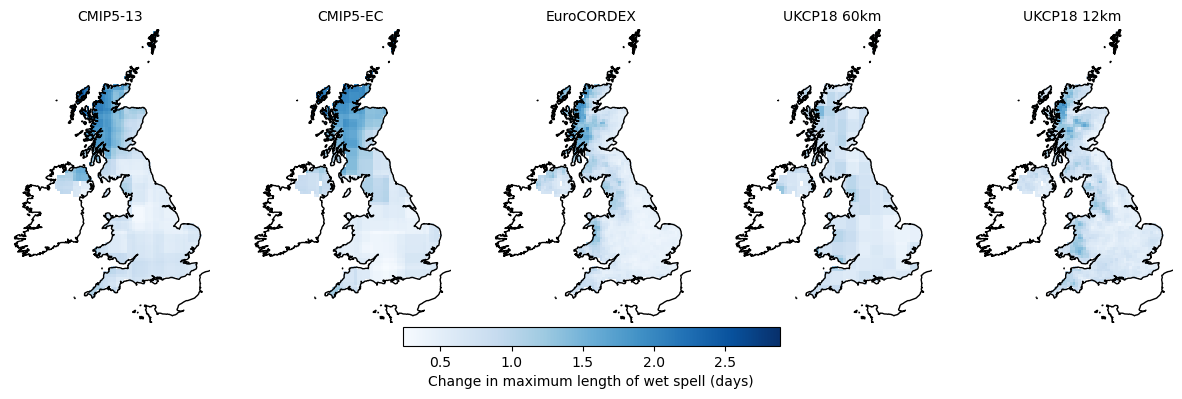 CMIP5-13
CMIP5-EC
EuroCORDEX
UKCP18 60km
UKCP18 12km
0.5
1.0
1.5
2.0
2.5
Change in maximum length of wet spell (days)